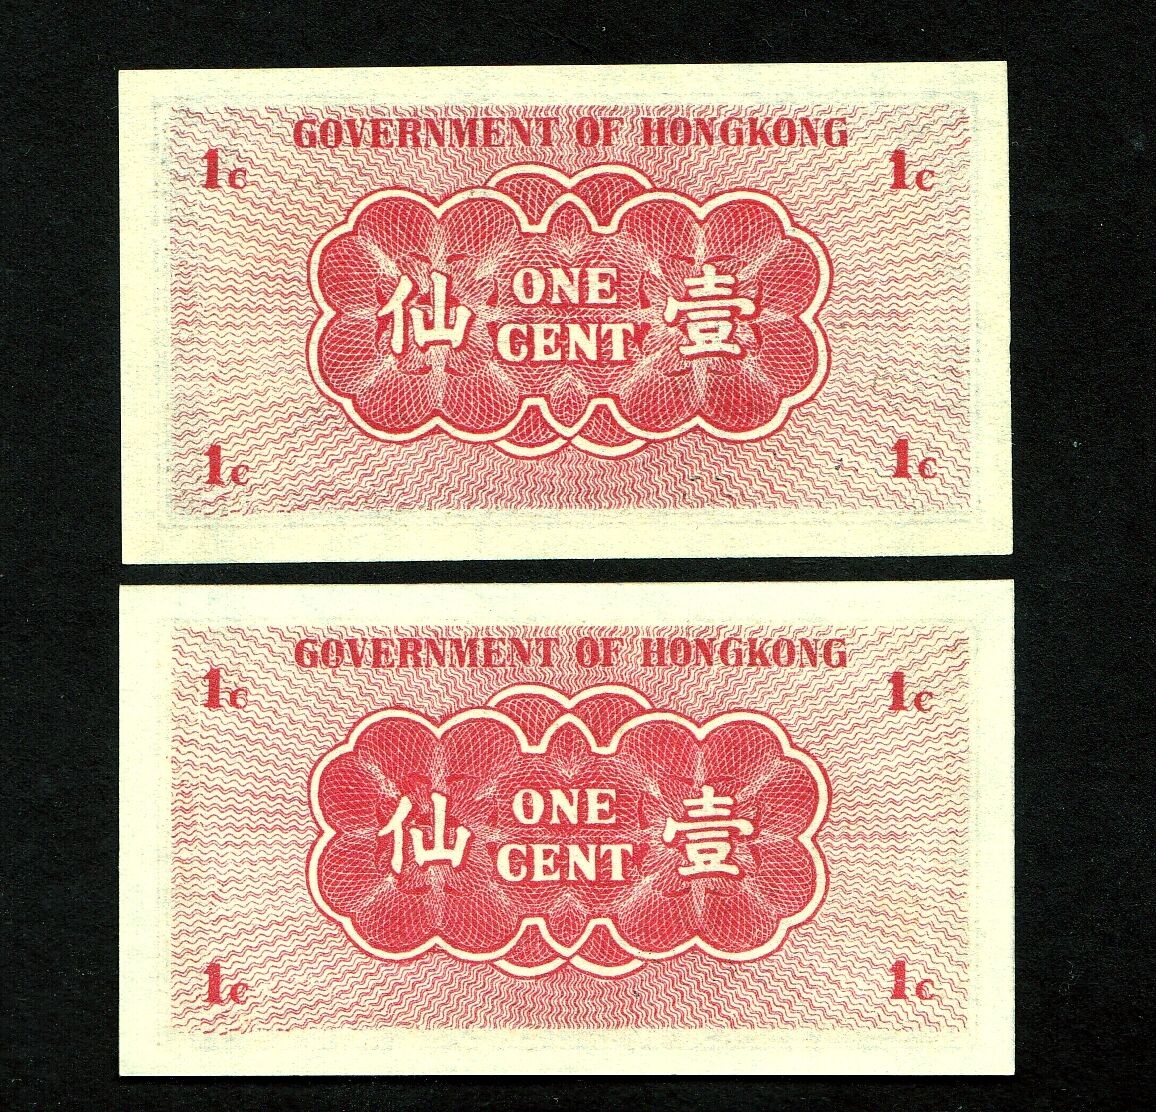 GOVERNMENT OF HONGKONG
1c 1c
仙 ONE CENT 壹
1c 1c
GOVERNMENT OF HONGKONG
1c 1c
仙 ONE CENT 壹
1c 1c